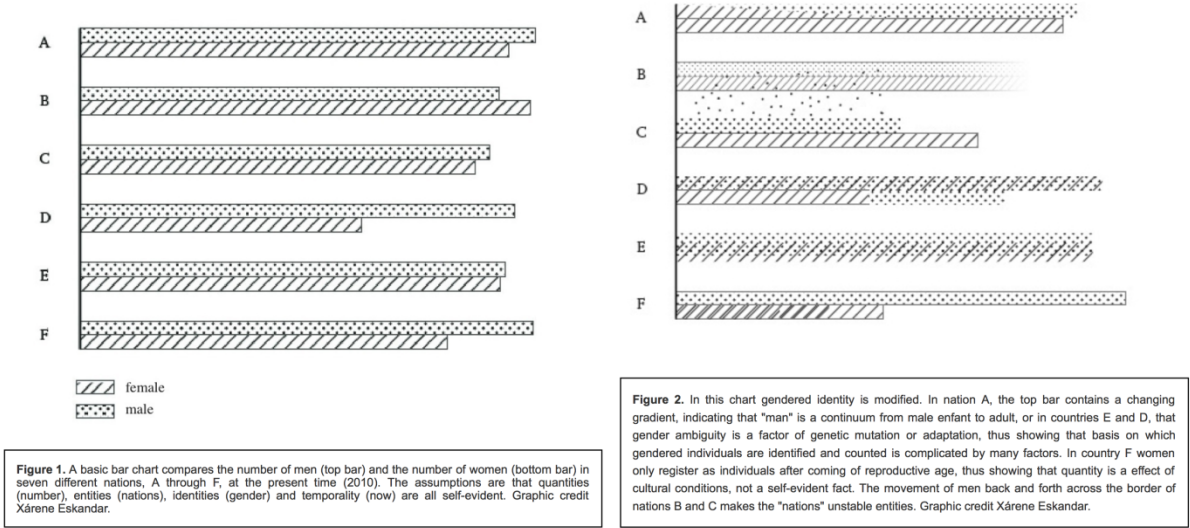 A
B
C
D
E
F
female
male
Figure 1. A basic bar chart compares the number of men (top bar) and the number of women (bottom bar) in
seven different nations, A through F, at the present time (2010). The assumptions are that quantities
(number), entities (nations), identities (gender) and temporality (now) are all self-evident. Graphic credit
Xárene Eskandar.
A
B
C
D
E
F
Figure 2. In this chart gendered identity is modified. In nation A, the top bar contains a changing
gradient, indicating that "man" is a continuum from male enfant to adult, or in countries E and D, that
gender ambiguity is a factor of genetic mutation or adaptation, thus showing that basis on which
gendered individuals are identified and counted is complicated by many factors. In country F women
only register as individuals after coming of reproductive age, thus showing that quantity is a effect of
cultural conditions, not a self-evident fact. The movement of men back and forth across the border of
nations B and C makes the "nations" unstable entities. Graphic credit Xárene Eskandar.